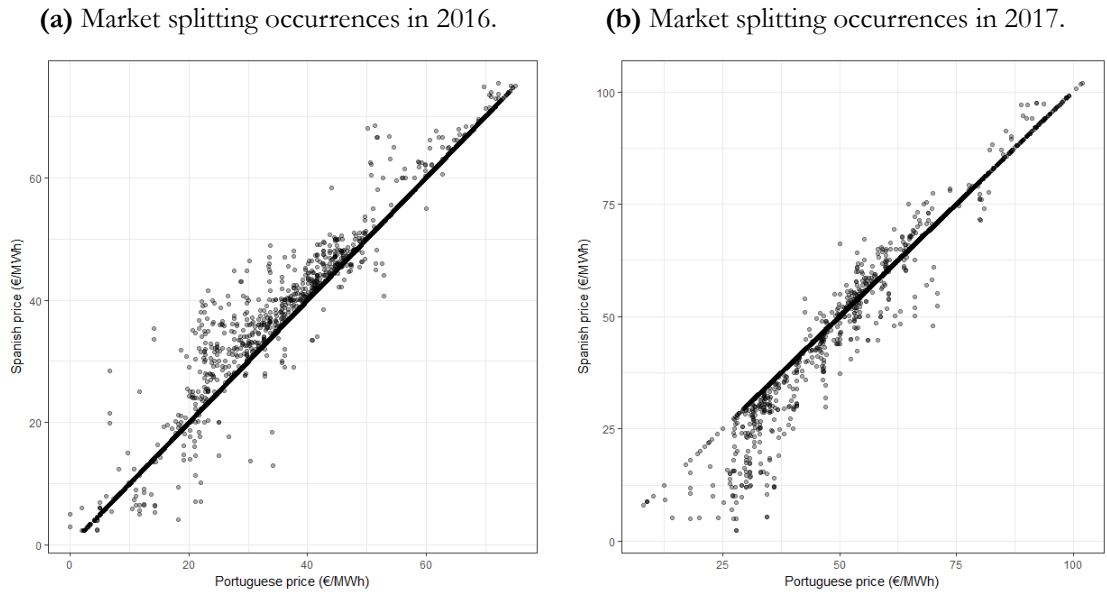 (a) Market splitting occurrences in 2016.
60
40
20
0
0 20 40 60
Spanish price (€/MWh)
Portuguese price (€/MWh)
(b) Market splitting occurrences in 2017.
100
75
50
25
0
25 50 75 100
Spanish price (€/MWh)
Portuguese price (€/MWh)